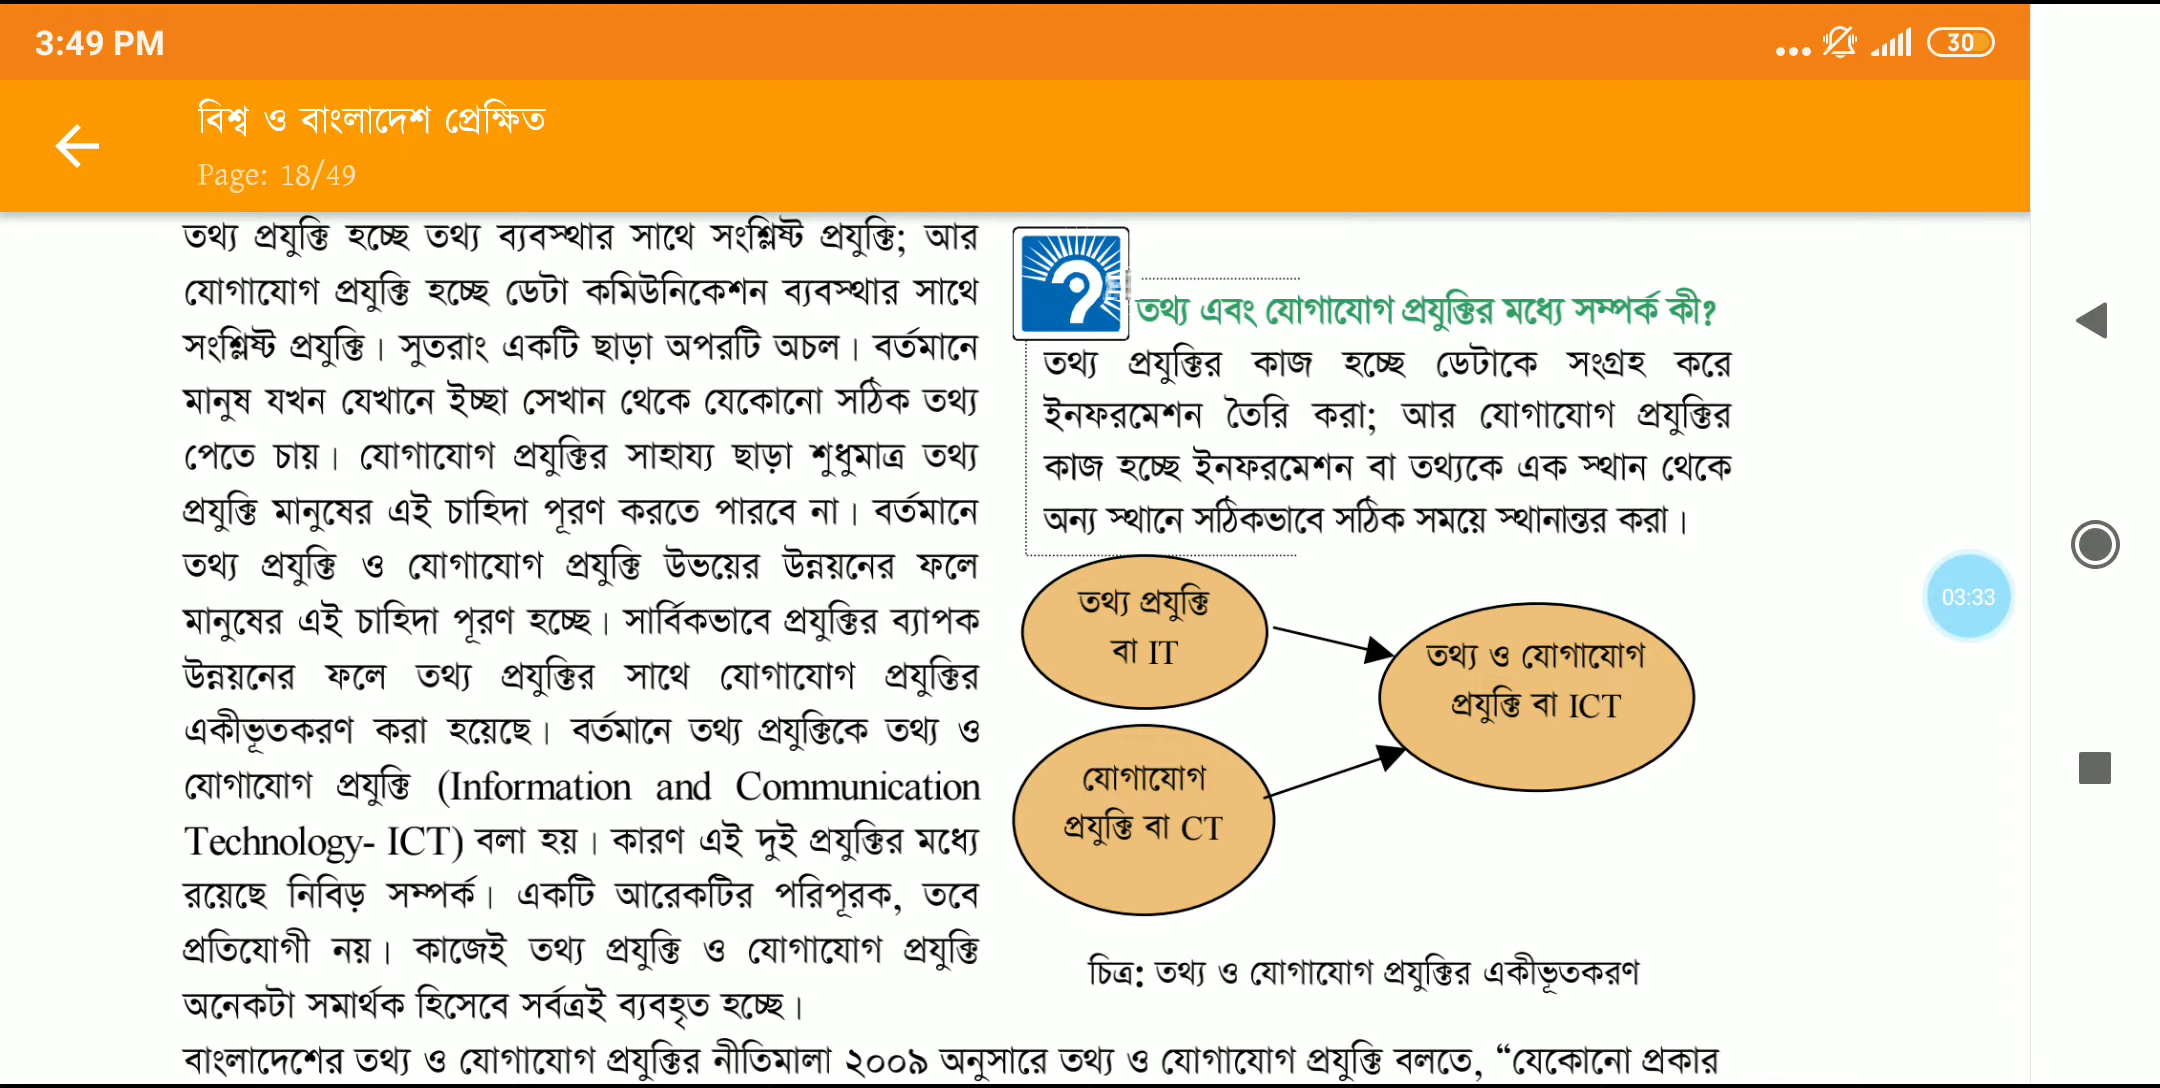 3:49 PM
30
বিশ্ব ও বাংলাদেশ প্রেক্ষিত
Page: 18/49
তথ্য প্রযুক্তি হচ্ছে তথ্য ব্যবস্থার সাথে সংশ্লিষ্ট প্রযুক্তি; আর
যোগাযোগ প্রযুক্তি হচ্ছে ডেটা কমিউনিকেশন ব্যবস্থার সাথে
সংশ্লিষ্ট প্রযুক্তি। সুতরাং একটি ছাড়া অপরটি অচল। বর্তমানে
মানুষ যখন যেখানে ইচ্ছা সেখান থেকে যেকোনো সঠিক তথ্য
পেতে চায়। যোগাযোগ প্রযুক্তির সাহায্য ছাড়া শুধুমাত্র তথ্য
প্রযুক্তি মানুষের এই চাহিদা পূরণ করতে পারবে না। বর্তমানে
তথ্য প্রযুক্তি ও যোগাযোগ প্রযুক্তি উভয়ের উন্নয়নের ফলে
মানুষের এই চাহিদা পূরণ হচ্ছে। সার্বিকভাবে প্রযুক্তির ব্যাপক
উন্নয়নের ফলে তথ্য প্রযুক্তির সাথে যোগাযোগ প্রযুক্তির
একীভূতকরণ করা হয়েছে। বর্তমানে তথ্য প্রযুক্তিকে তথ্য ও
যোগাযোগ প্রযুক্তি (Information and Communication
Technology- ICT) বলা হয়। কারণ এই দুই প্রযুক্তির মধ্যে
রয়েছে নিবিড় সম্পর্ক। একটি আরেকটির পরিপূরক, তবে
প্রতিযোগী নয়। কাজেই তথ্য প্রযুক্তি ও যোগাযোগ প্রযুক্তি
অনেকটা সমার্থক হিসেবে সর্বত্রই ব্যবহৃত হচ্ছে।
তথ্য এবং যোগাযোগ প্রযুক্তির মধ্যে সম্পর্ক কী?
তথ্য প্রযুক্তির কাজ হচ্ছে ডেটাকে সংগ্রহ করে
ইনফরমেশন তৈরি করা; আর যোগাযোগ প্রযুক্তির
কাজ হচ্ছে ইনফরমেশন বা তথ্যকে এক স্থান থেকে
অন্য স্থানে সঠিকভাবে সঠিক সময়ে স্থানান্তর করা।
তথ্য প্রযুক্তি
বা IT
তথ্য ও যোগাযোগ
প্রযুক্তি বা ICT
যোগাযোগ
প্রযুক্তি বা CT
চিত্র: তথ্য ও যোগাযোগ প্রযুক্তির একীভূতকরণ
03:33
বাংলাদেশের তথ্য ও যোগাযোগ প্রযুক্তির নীতিমালা ২০০৯ অনুসারে তথ্য ও যোগাযোগ প্রযুক্তি বলতে, “যেকোনো প্রকার